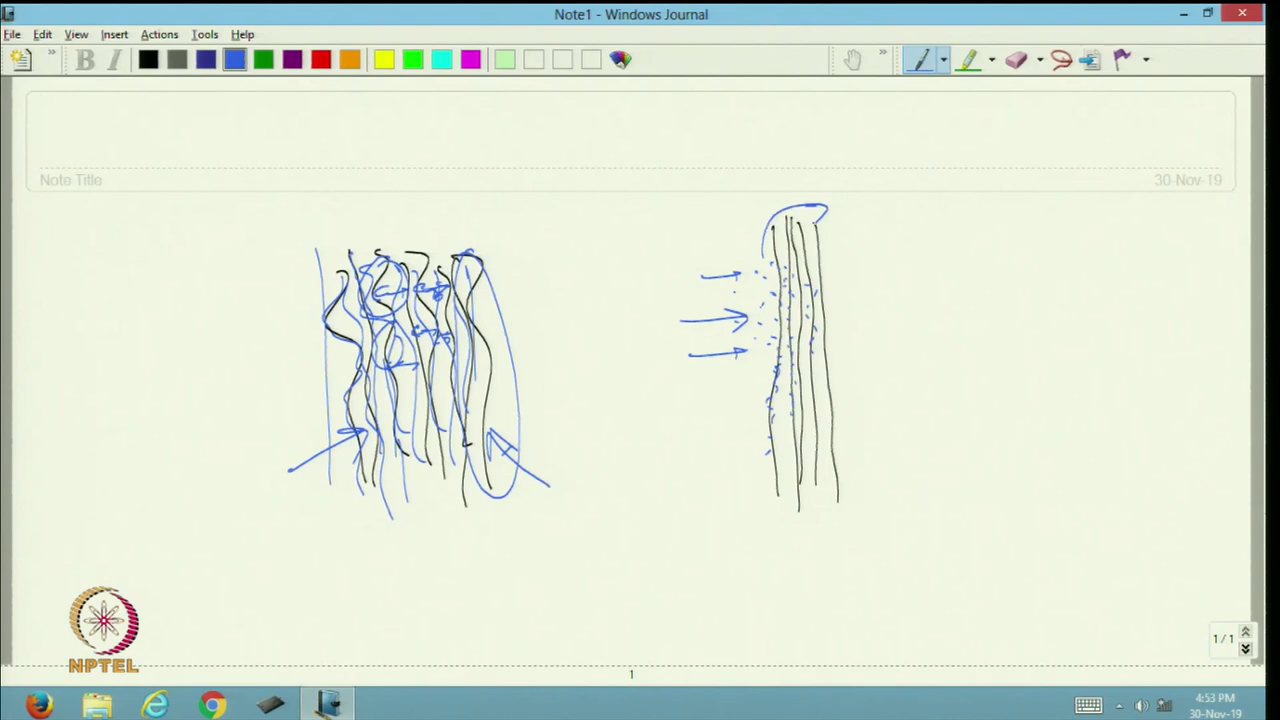 Note1 - Windows Journal
File Edit View Insert Actions Tools Help
B I
Note Title
30-Nov-19
1 / 1
NPTEL
1
4:53 PM
30-Nov-19